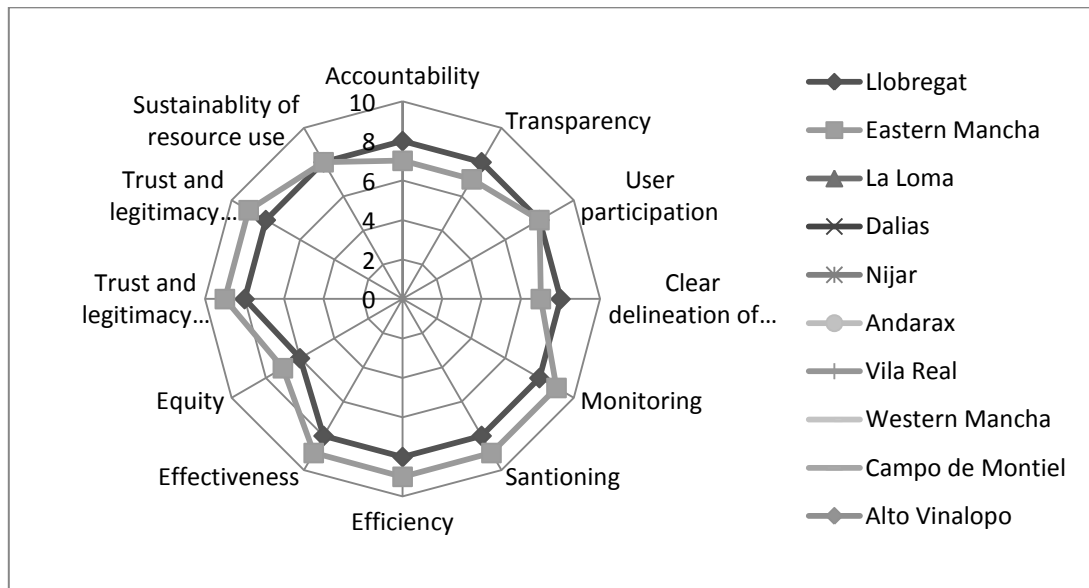 Accountability
Transparency
User
participation
Clear
delineation of…
Monitoring
Santioning
Efficiency
Effectiveness
Equity
Trust and
legitimacy…
Trust and
legitimacy…
Sustainablity of
resource use
10
8
6
4
2
0
Llobregat
Eastern Mancha
La Loma
Dalias
Nijar
Andarax
Vila Real
Western Mancha
Campo de Montiel
Alto Vinalopo